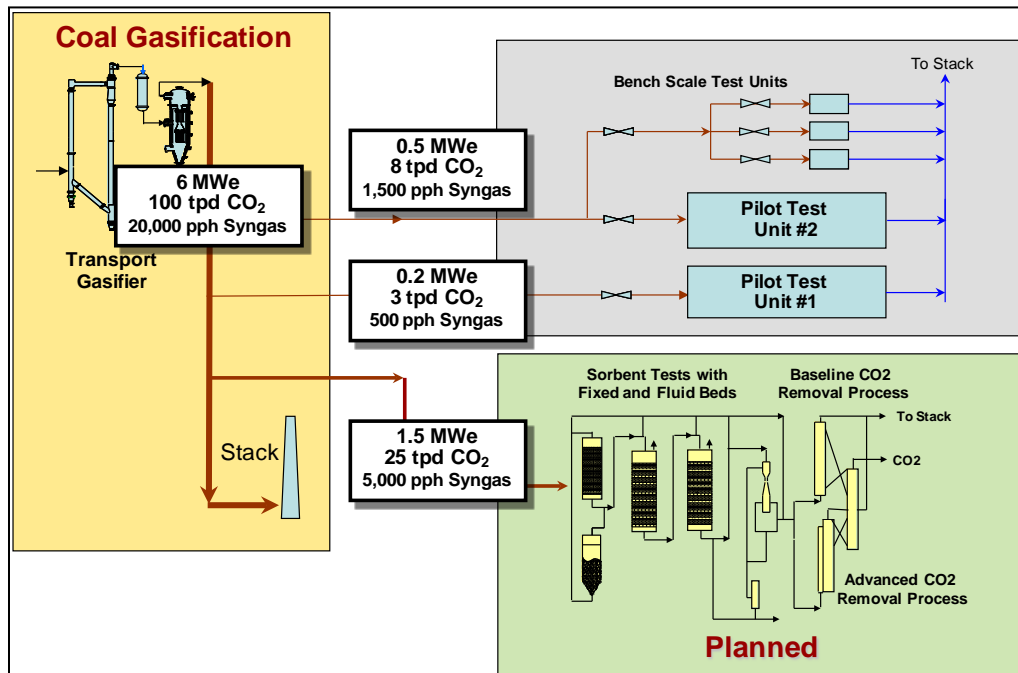 Coal Gasification
6 MWe
100 tpd CO₂
20,000 pph Syngas
Transport
Gasifier
Stack
0.5 MWe
8 tpd CO₂
1,500 pph Syngas
0.2 MWe
3 tpd CO₂
500 pph Syngas
1.5 MWe
25 tpd CO₂
5,000 pph Syngas
Bench Scale Test Units
To Stack
Pilot Test
Unit #2
Pilot Test
Unit #1
Sorbent Tests with
Fixed and Fluid Beds
Baseline CO2
Removal Process
To Stack
CO2
Advanced CO2
Removal Process
Planned